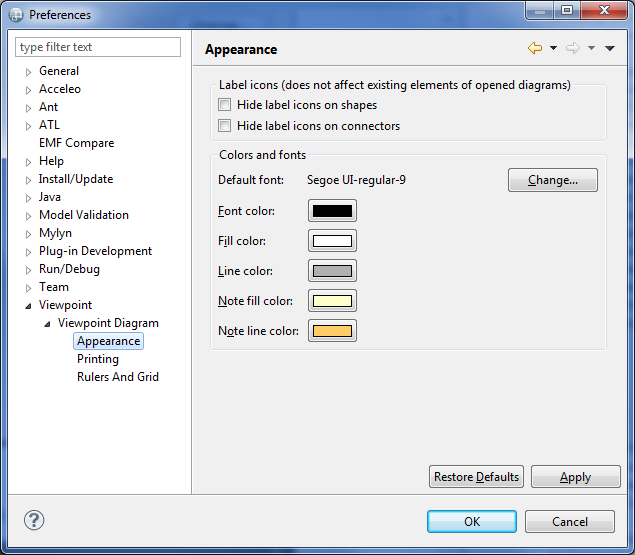 Preferences
type filter text
General
Acceleo
Ant
ATL
EMF Compare
Help
Install/Update
Java
Model Validation
Mylyn
Plug-in Development
Run/Debug
Team
Viewpoint
Viewpoint Diagram
Appearance
Printing
Rulers And Grid
Appearance
Label icons (does not affect existing elements of opened diagrams)
Hide label icons on shapes
Hide label icons on connectors
Colors and fonts
Default font: Segoe UI-regular-9 Change...
Font color:
Fill color:
Line color:
Note fill color:
Note line color:
Restore Defaults Apply
? OK Cancel